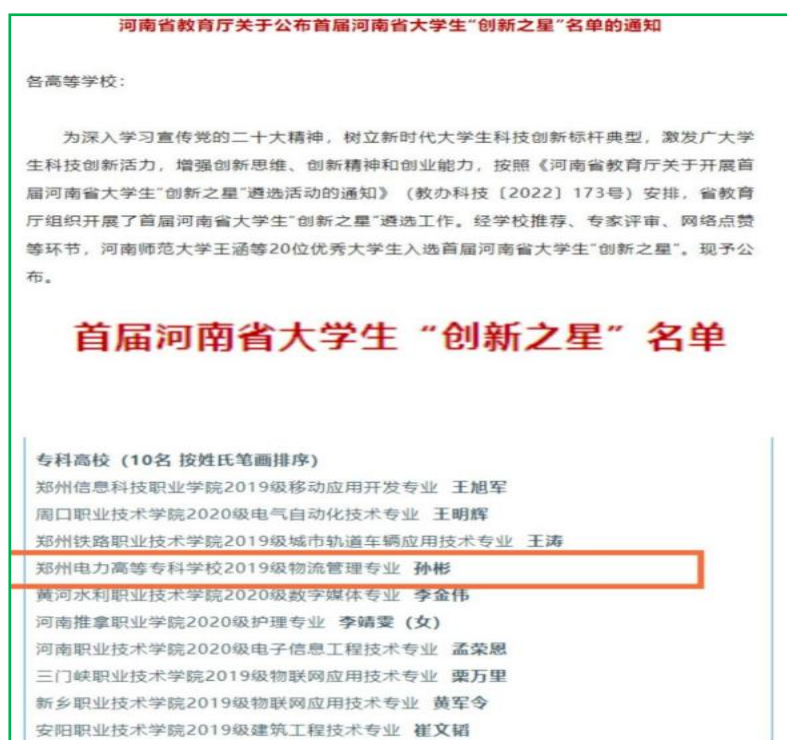 河南省教育厅关于公布首届河南省大学生“创新之星”名单的通知
各高等学校：
为深入学习宣传党的二十大精神，树立新时代大学生科技创新标杆典型，激发广大学
生科技创新活力，增强创新思维、创新精神和创业能力，按照《河南省教育厅关于开展首
届河南省大学生“创新之星”遴选活动的通知》（教办科技〔2022〕173号）安排，省教育
厅组织开展了首届河南省大学生“创新之星”遴选工作。经学校推荐、专家评审、网络点赞
等环节，河南师范大学王涵等20位优秀大学生入选首届河南省大学生“创新之星”。现予公
布。
首届河南省大学生“创新之星”名单
专科高校（10名 按姓氏笔画排序）
郑州信息科技职业学院2019级移动应用开发专业 王旭军
周口职业技术学院2020级电气自动化技术专业 王明辉
郑州铁路职业技术学院2019级城市轨道车辆应用技术专业 王涛
郑州电力高等专科学校2019级物流管理专业 孙彬
黄河水利职业技术学院2020级数字媒体专业 李金伟
河南推拿职业学院2020级护理专业 李靖雯（女）
河南职业技术学院2020级电子信息工程技术专业 孟荣恩
三门峡职业技术学院2019级物联网应用技术专业 栗万里
新乡职业技术学院2019级物联网应用技术专业 黄军令
安阳职业技术学院2019级建筑工程技术专业 崔文韬